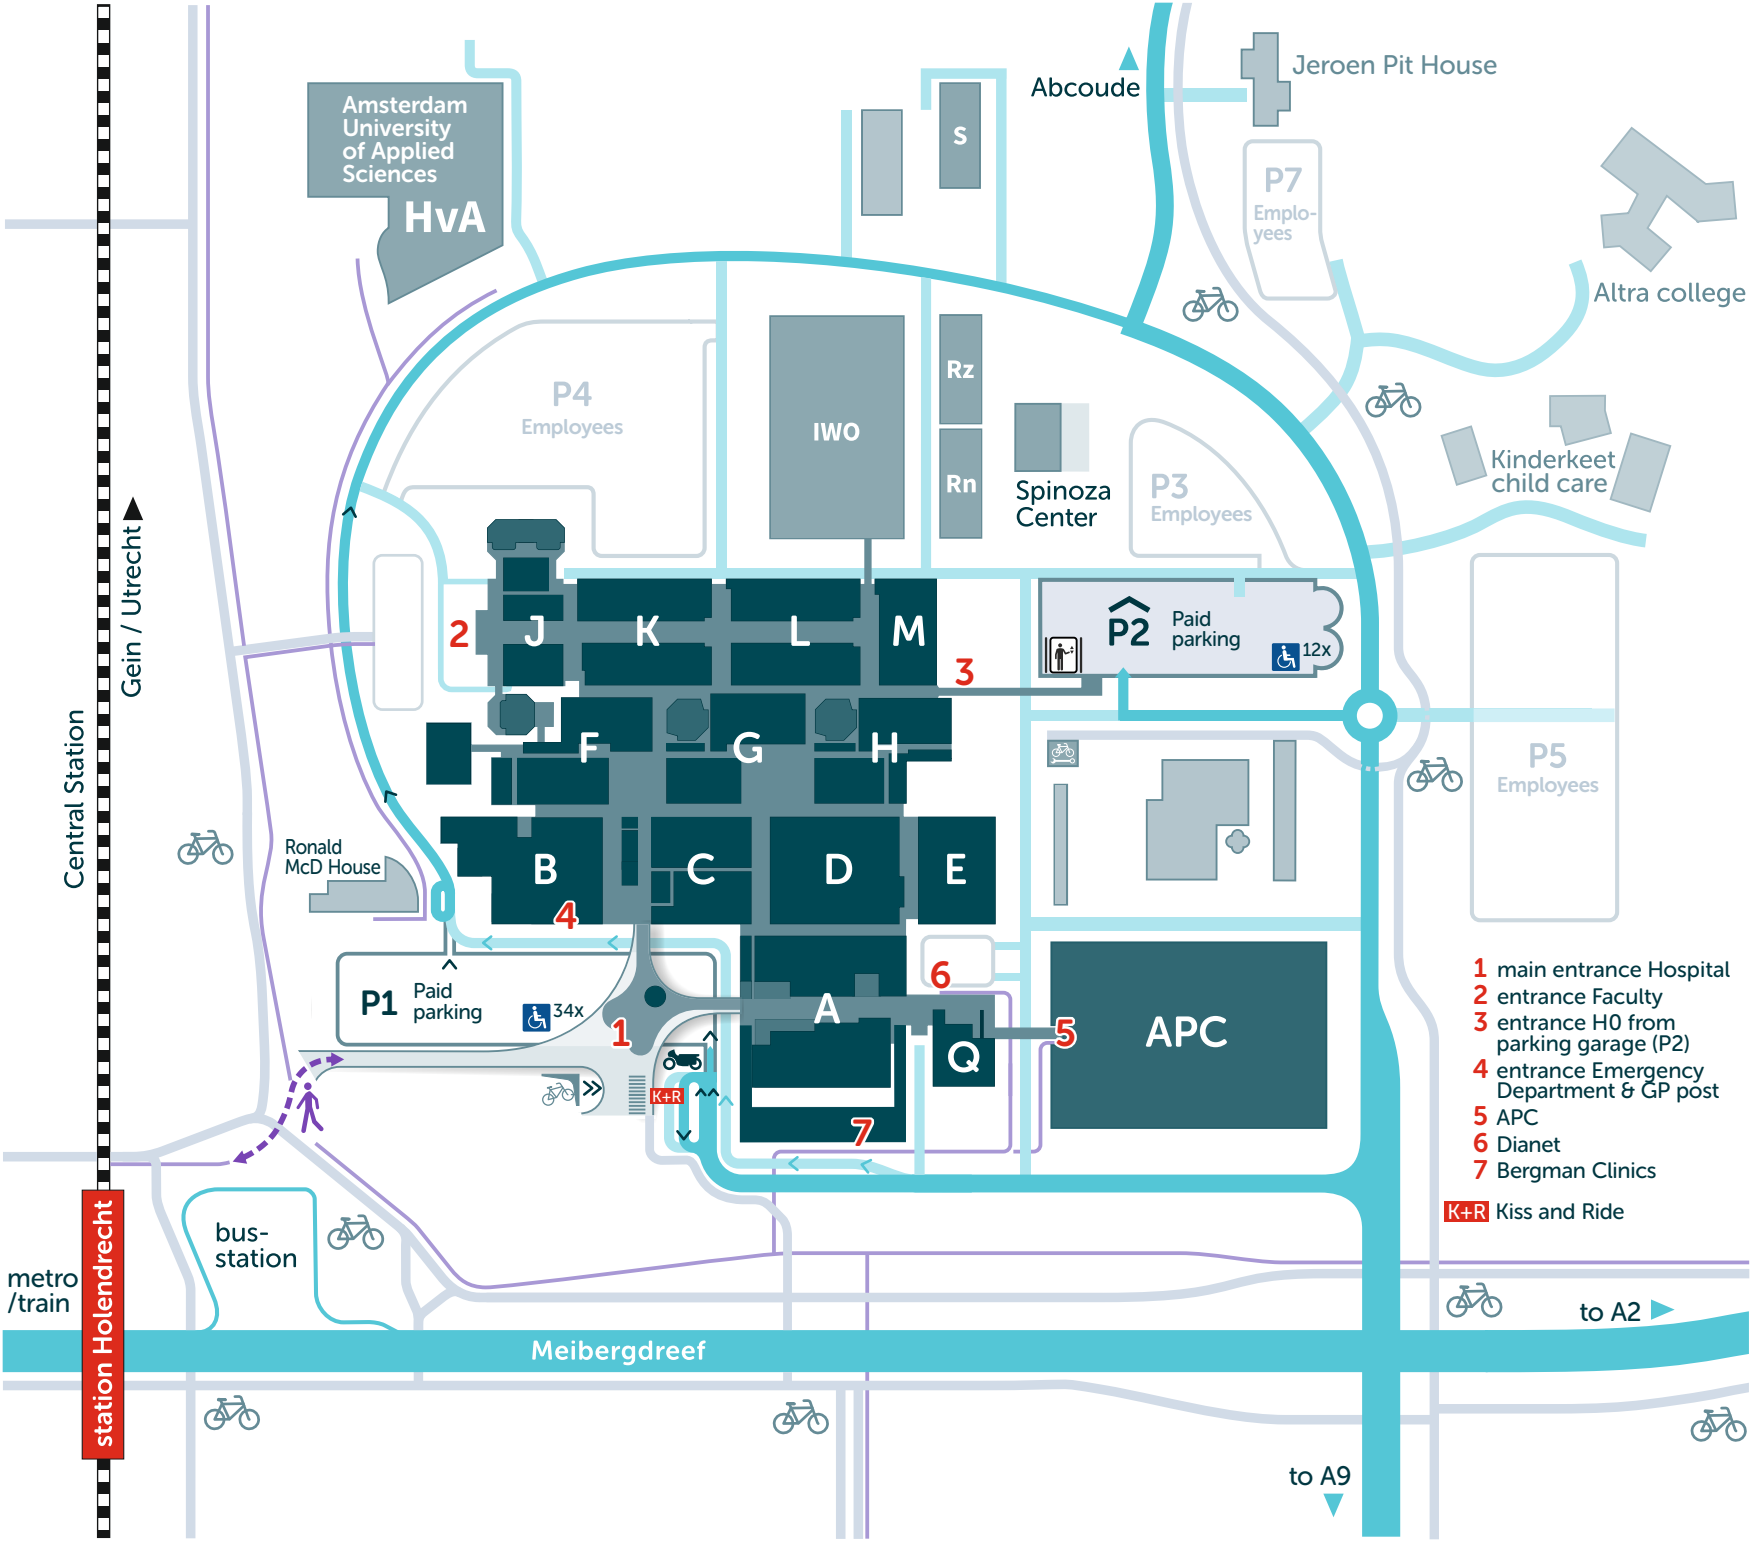 Abcoude
Jeroen Pit House
Amsterdam
University
of Applied
Sciences
HvA
S
P7
Emplo-
yees
Altra college
P4
Employees
IWO
Rz
Rn
Spinoza
Center
P3
Employees
Kinderkeet
child care
Gein / Utrecht
Central Station
2
J
K
L
M
3
P2
Paid
parking
12x
F
G
H
P5
Employees
Ronald
McD House
B
C
D
E
4
6
P1
Paid
parking
34x
1
A
Q
5
APC
K+R
7
1 main entrance Hospital
2 entrance Faculty
3 entrance H0 from
parking garage (P2)
4 entrance Emergency
Department & GP post
5 APC
6 Dianet
7 Bergman Clinics
K+R Kiss and Ride
bus-
station
metro
/train
station Holendrecht
Meibergdreef
to A2
to A9